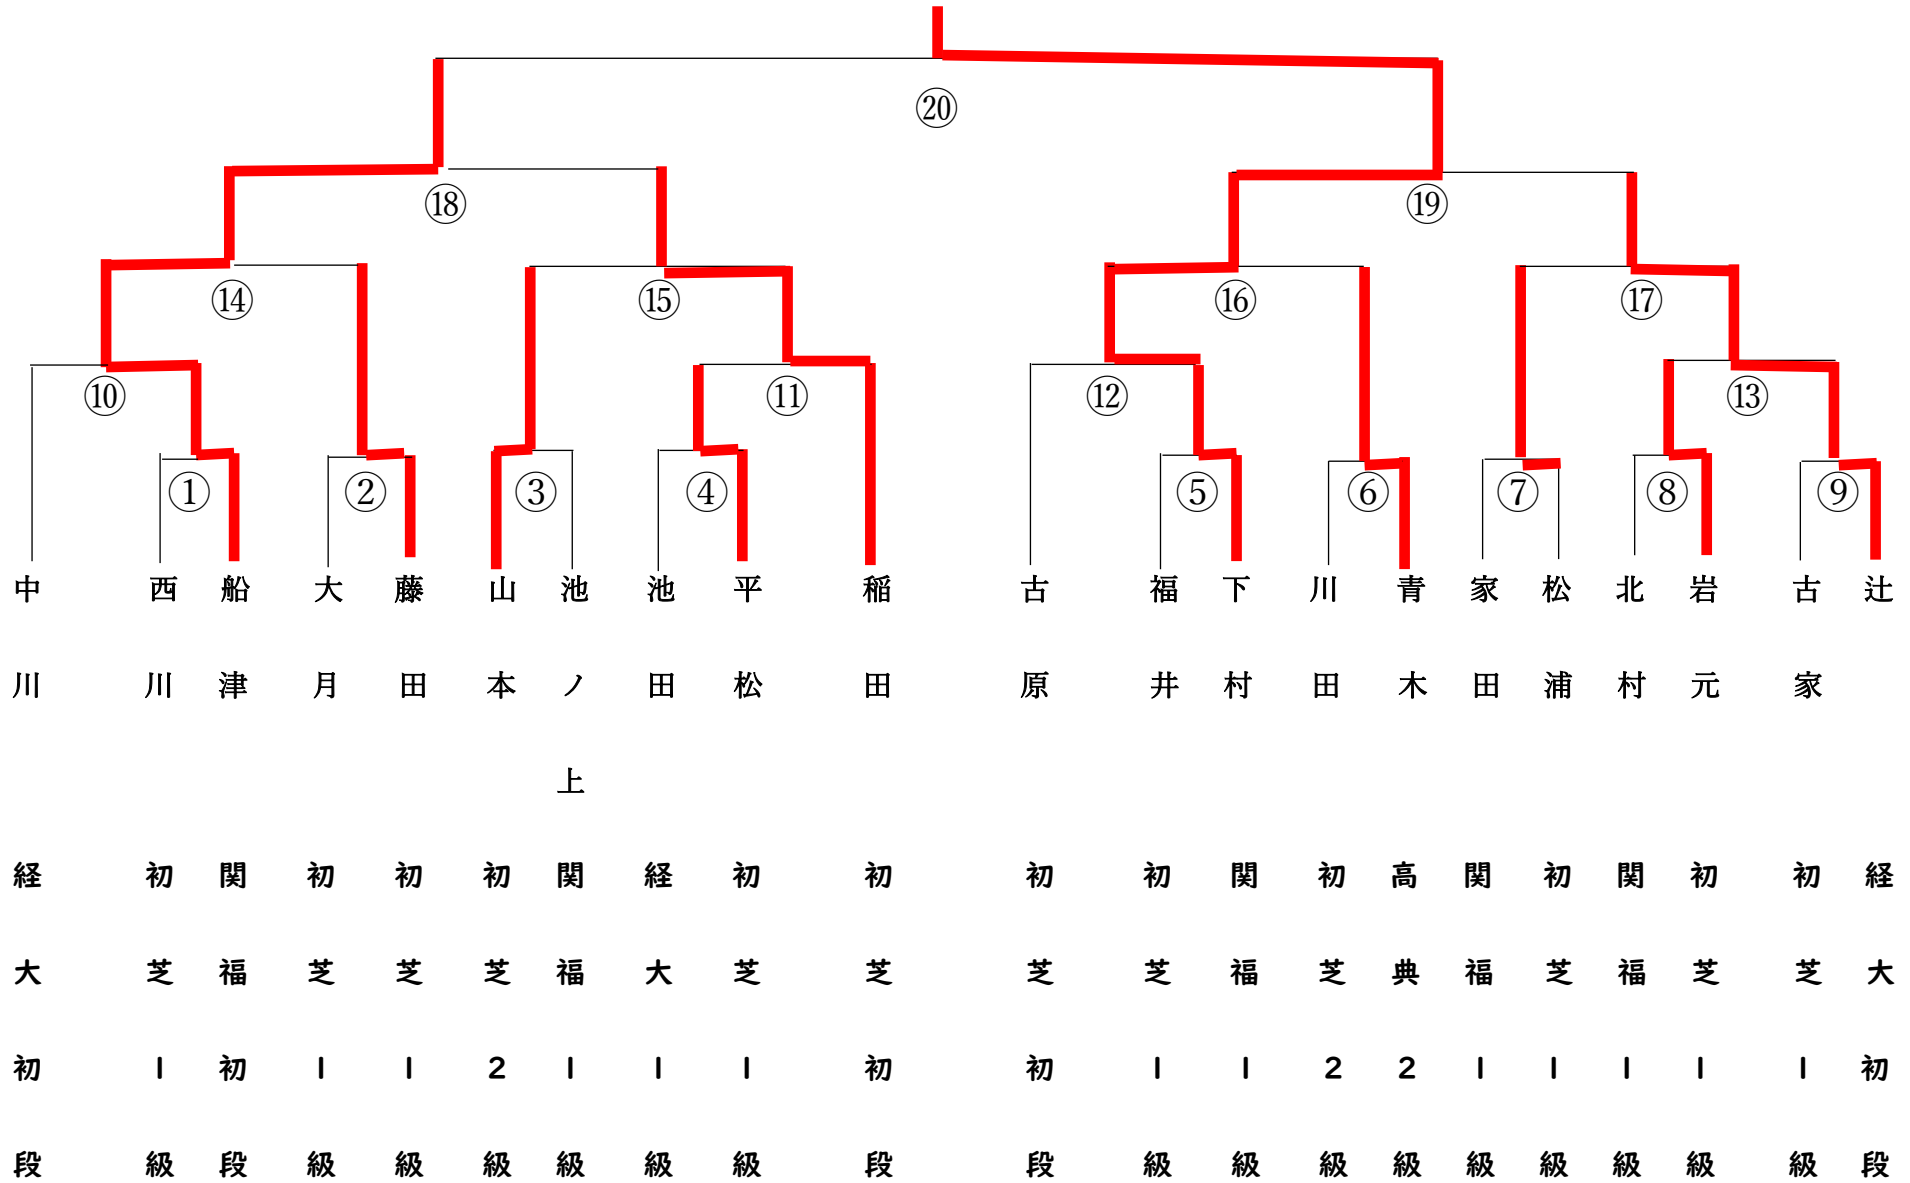 ⑳
⑱
⑲
⑭
⑮
⑯
⑰
⑩
⑪
⑫
⑬
①
②
③
④
⑤
⑥
⑦
⑧
⑨
中川 経大初段
西川 初芝1級
船津 関福初段
大月 初芝1級
藤田 初芝1級
山本 初芝2級
池ノ上 関福1級
池田 経大1級
平松 初芝1級
稲田 初芝初段
古原 初芝初段
福井 初芝1級
下村 関福1級
川田 初芝2級
青木 高典2級
家田 関福1級
松浦 初芝1級
北村 関福1級
岩元 初芝1級
古家 初芝1級
辻 経大初段